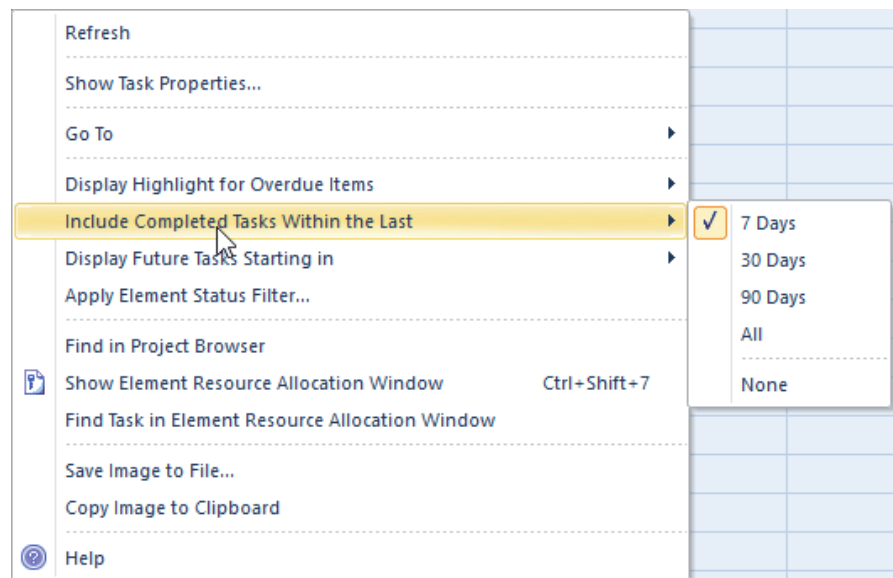 Refresh
Show Task Properties...
Go To
Display Highlight for Overdue Items
Include Completed Tasks Within the Last
Display Future Tasks Starting in
Apply Element Status Filter...
Find in Project Browser
Show Element Resource Allocation Window Ctrl+Shift+7
Find Task in Element Resource Allocation Window
Save Image to File...
Copy Image to Clipboard
Help
7 Days
30 Days
90 Days
All
None